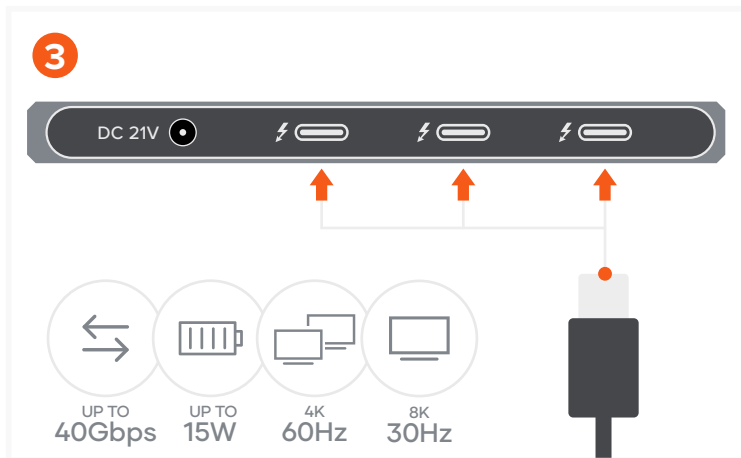 3
DC 21V
UP TO
40Gbps
UP TO
15W
4K
60Hz
8K
30Hz